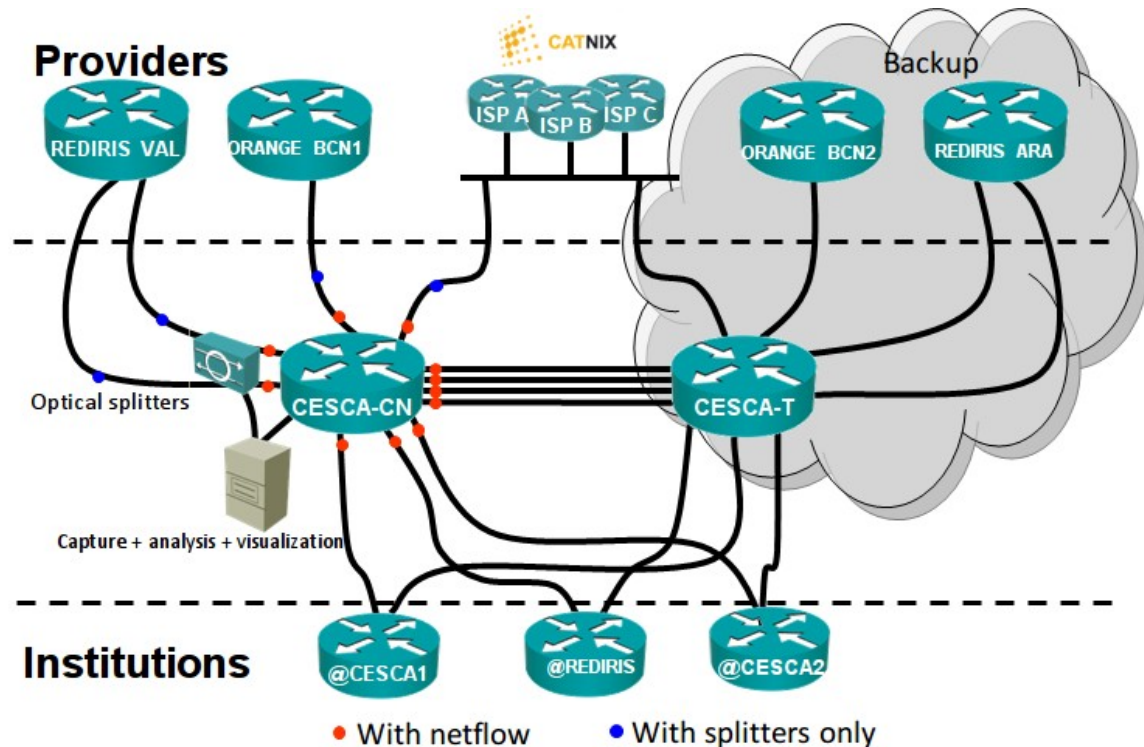 CATNIX
Providers
Backup
ISP A
ISP B
ISP C
REDIRIS VAL
ORANGE BCN1
ORANGE BCN2
REDIRIS ARA
Optical splitters
CESCA-CN
CESCA-T
Capture + analysis + visualization
Institutions
@CESCA1
@REDIRIS
@CESCA2
With netflow
With splitters only